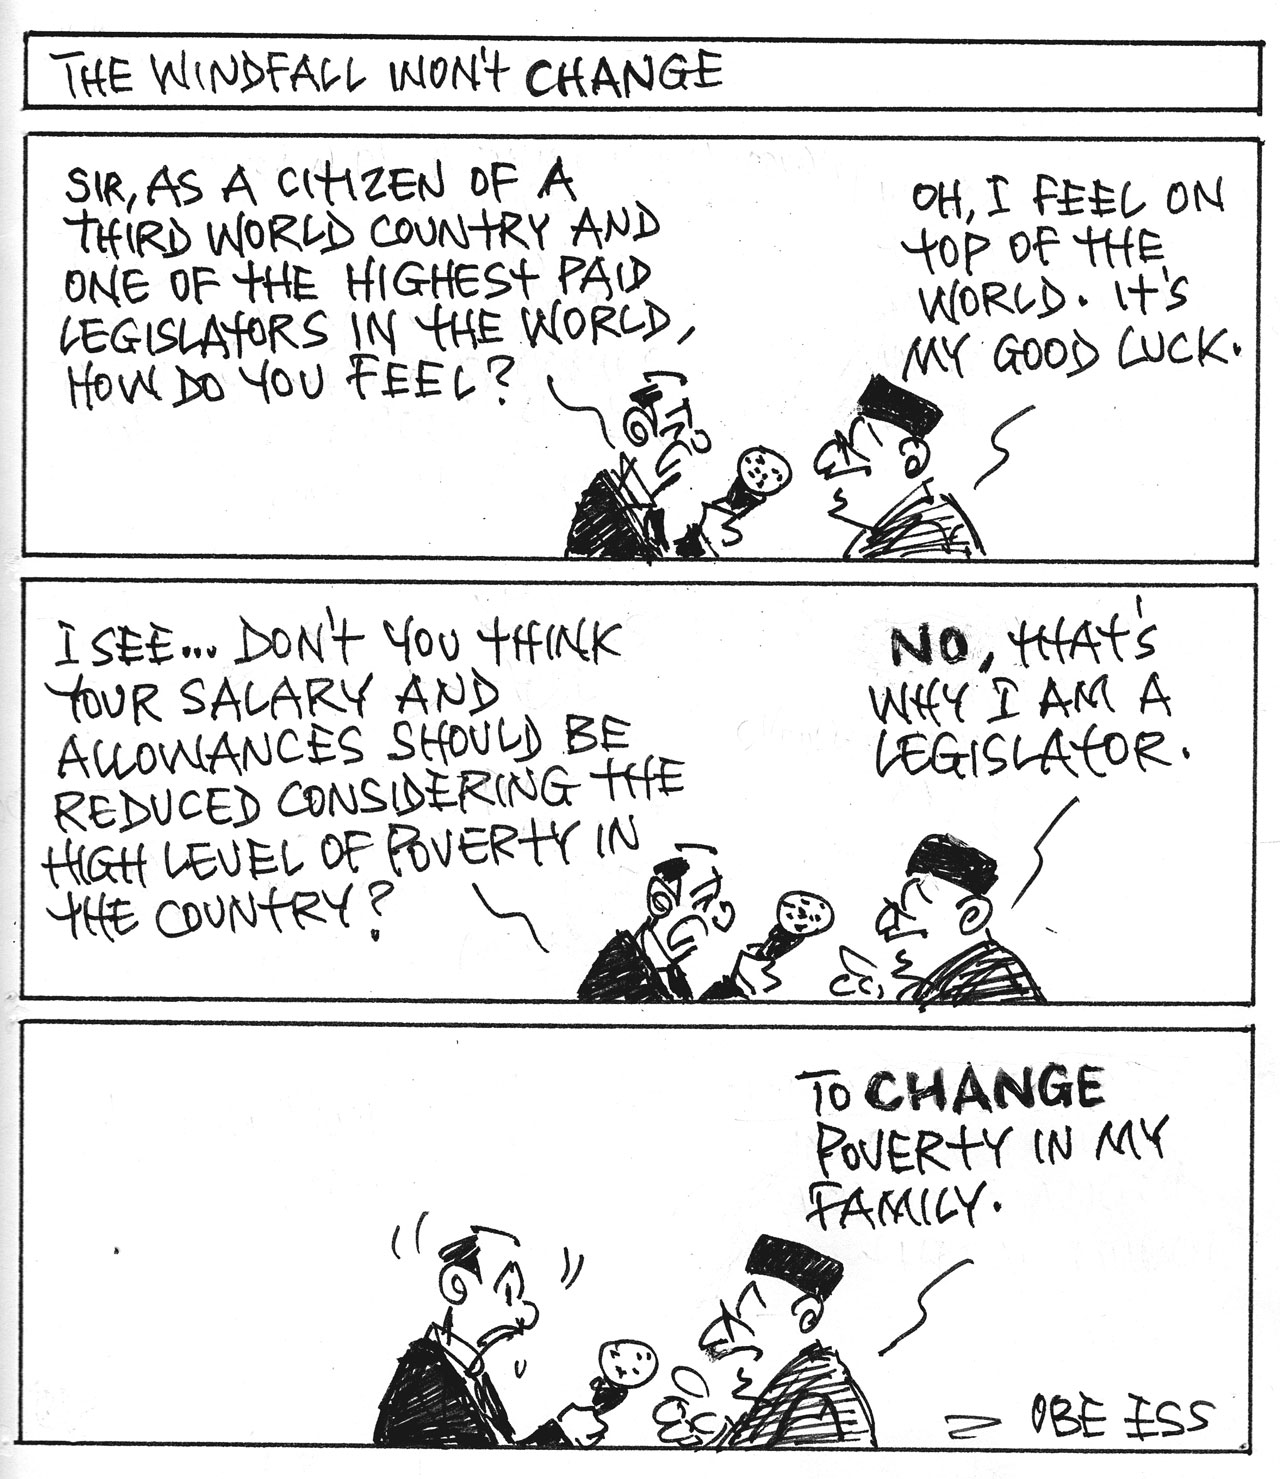 THE WINDFALL WON't CHANGE
SIR, AS A CITIZEN OF A
THIRD WORLD COUNTRY AND
ONE OF THE HIGHEST PAID
LEGISLATORS IN THE WORLD,
HOW DO YOU FEEL?
OH, I FEEL ON
TOP OF THE
WORLD. IT'S
MY GOOD LUCK.
I SEE... DON'T YOU THINK
YOUR SALARY AND
ALLOWANCES SHOULD BE
REDUCED CONSIDERING THE
HIGH LEVEL OF POVERTY IN
THE COUNTRY?
NO, THAT'S
WHY I AM A
LEGISLATOR.
TO CHANGE
POVERTY IN MY
FAMILY.
OBE ESS